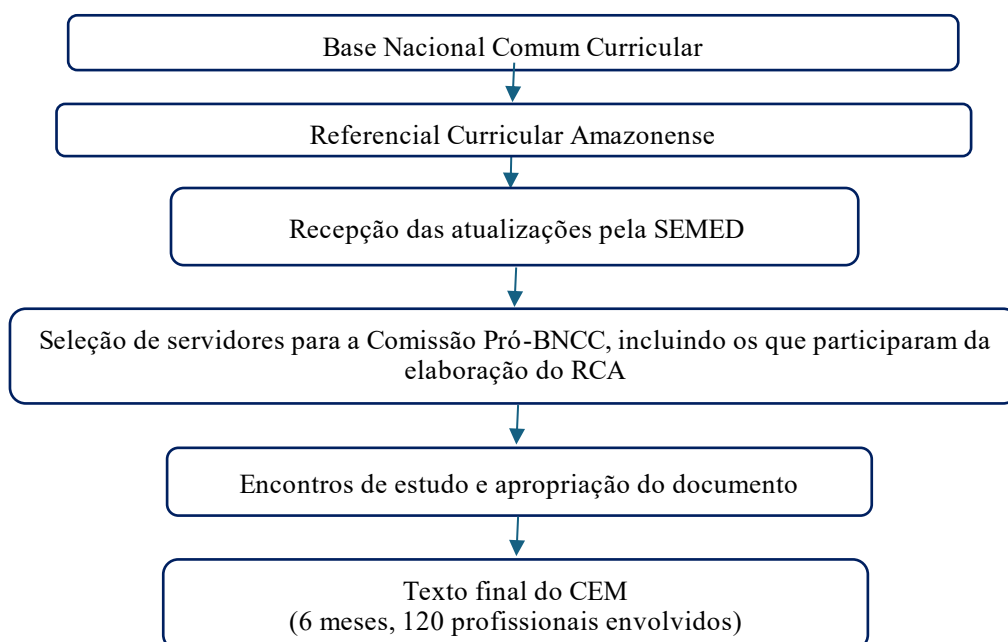 Base Nacional Comum Curricular
Referencial Curricular Amazonense
Recepção das atualizações pela SEMED
Seleção de servidores para a Comissão Pró-BNCC, incluindo os que participaram da
elaboração do RCA
Encontros de estudo e apropriação do documento
Texto final do CEM
(6 meses, 120 profissionais envolvidos)